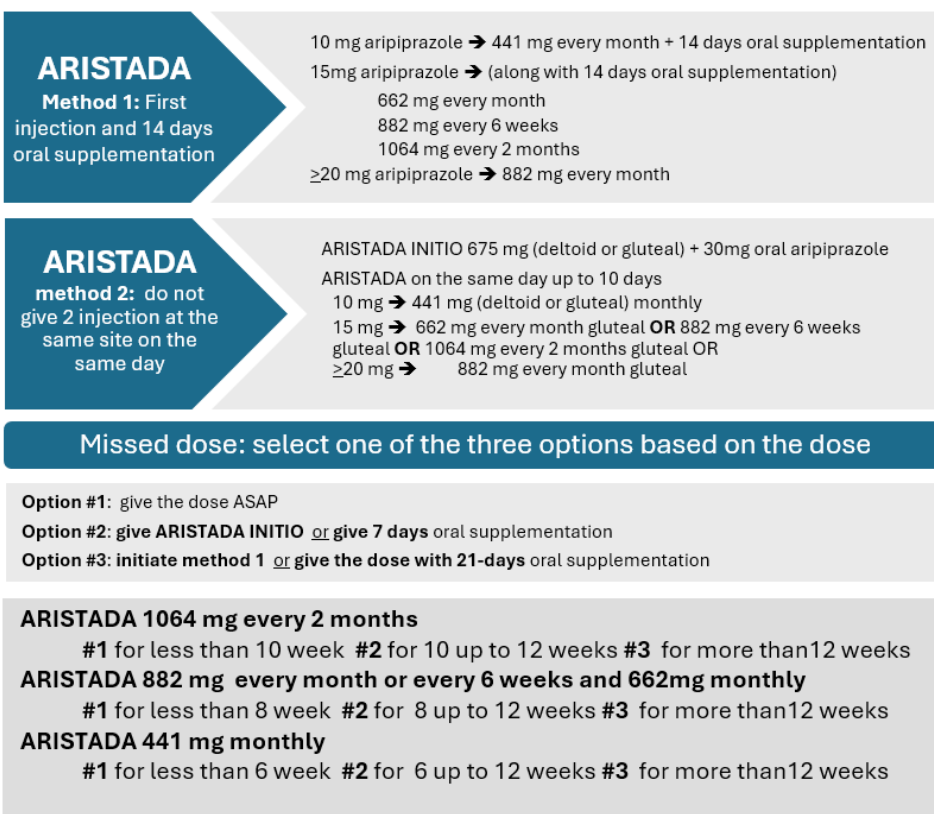 ARISTADA
Method 1: First
injection and 14 days
oral supplementation
10 mg aripiprazole ➔ 441 mg every month + 14 days oral supplementation
15mg aripiprazole ➔ (along with 14 days oral supplementation)
662 mg every month
882 mg every 6 weeks
1064 mg every 2 months
>20 mg aripiprazole ➔ 882 mg every month
ARISTADA
method 2: do not
give 2 injection at the
same site on the
same day
ARISTADA INITIO 675 mg (deltoid or gluteal) + 30mg oral aripiprazole
ARISTADA on the same day up to 10 days
10 mg ➔ 441 mg (deltoid or gluteal) monthly
15 mg ➔ 662 mg every month gluteal OR 882 mg every 6 weeks
gluteal OR 1064 mg every 2 months gluteal OR
>20 mg ➔ 882 mg every month gluteal
Missed dose: select one of the three options based on the dose
Option #1: give the dose ASAP
Option #2: give ARISTADA INITIO or give 7 days oral supplementation
Option #3: initiate method 1 or give the dose with 21-days oral supplementation
ARISTADA 1064 mg every 2 months
#1 for less than 10 week #2 for 10 up to 12 weeks #3 for more than12 weeks
ARISTADA 882 mg every month or every 6 weeks and 662mg monthly
#1 for less than 8 week #2 for 8 up to 12 weeks #3 for more than12 weeks
ARISTADA 441 mg monthly
#1 for less than 6 week #2 for 6 up to 12 weeks #3 for more than12 weeks